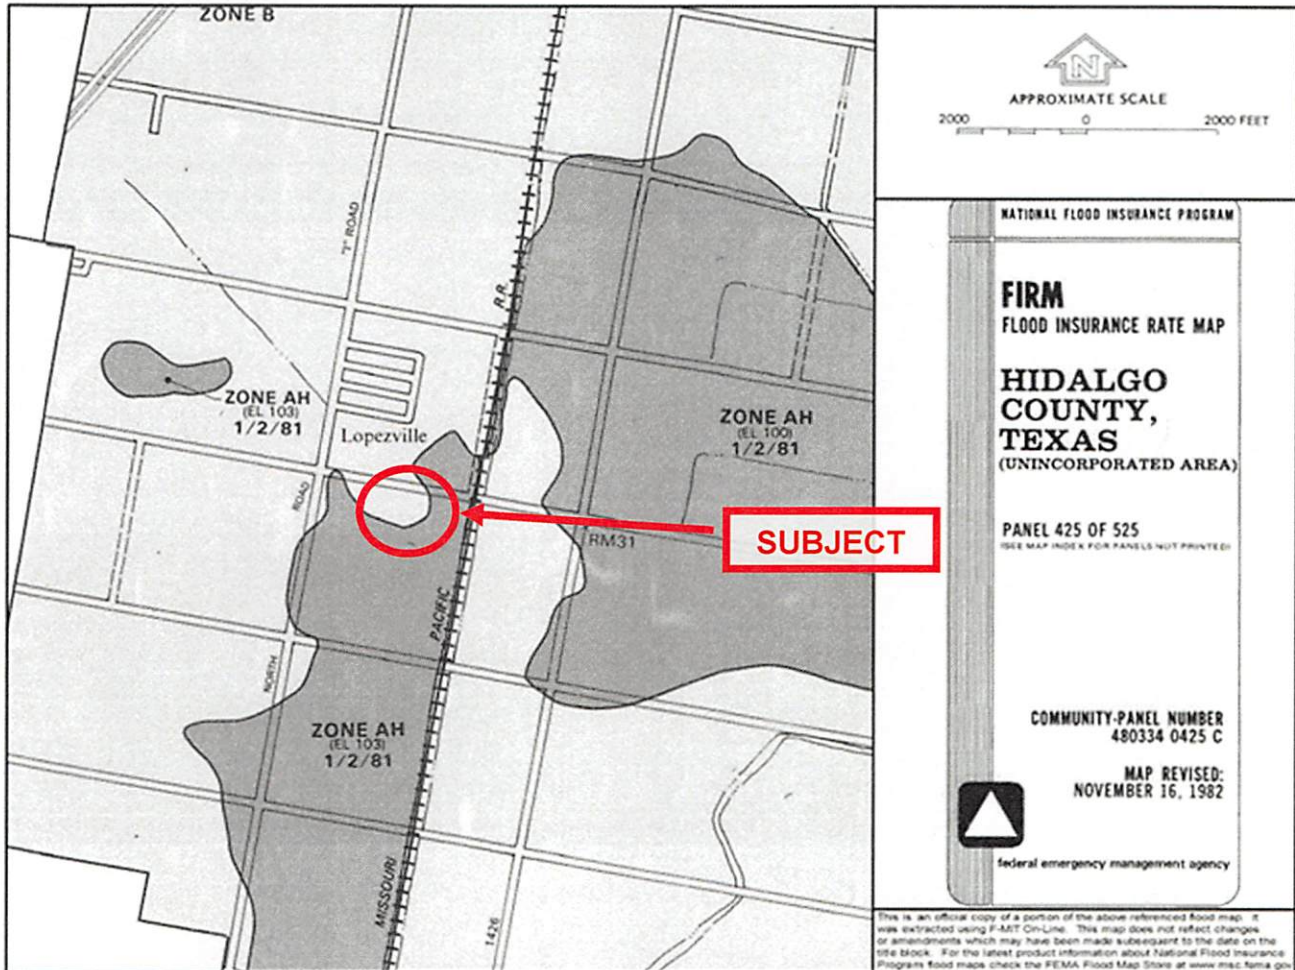 ZONE B
"I" ROAD
R.R.
ZONE AH
(EL 103)
1/2/81
Lopezville
ZONE AH
(EL 100)
1/2/81
ROAD
RM31
SUBJECT
PACIFIC
NORTH
ZONE AH
(EL 103)
1/2/81
MISSOURI
1426
N
APPROXIMATE SCALE
2000 0 2000 FEET
NATIONAL FLOOD INSURANCE PROGRAM
FIRM
FLOOD INSURANCE RATE MAP
HIDALGO
COUNTY,
TEXAS
(UNINCORPORATED AREA)
PANEL 425 OF 525
(SEE MAP INDEX FOR PANELS NOT PRINTED)
COMMUNITY-PANEL NUMBER
480334 0425 C
MAP REVISED:
NOVEMBER 16, 1982
federal emergency management agency
This is an official copy of a portion of the above referenced flood map. It
was extracted using F-MIT On-Line. This map does not reflect changes
or amendments which may have been made subsequent to the date on the
title block. For the latest product information about National Flood Insurance
Program flood maps check the FEMA Flood Map Store at www.msc.fema.gov